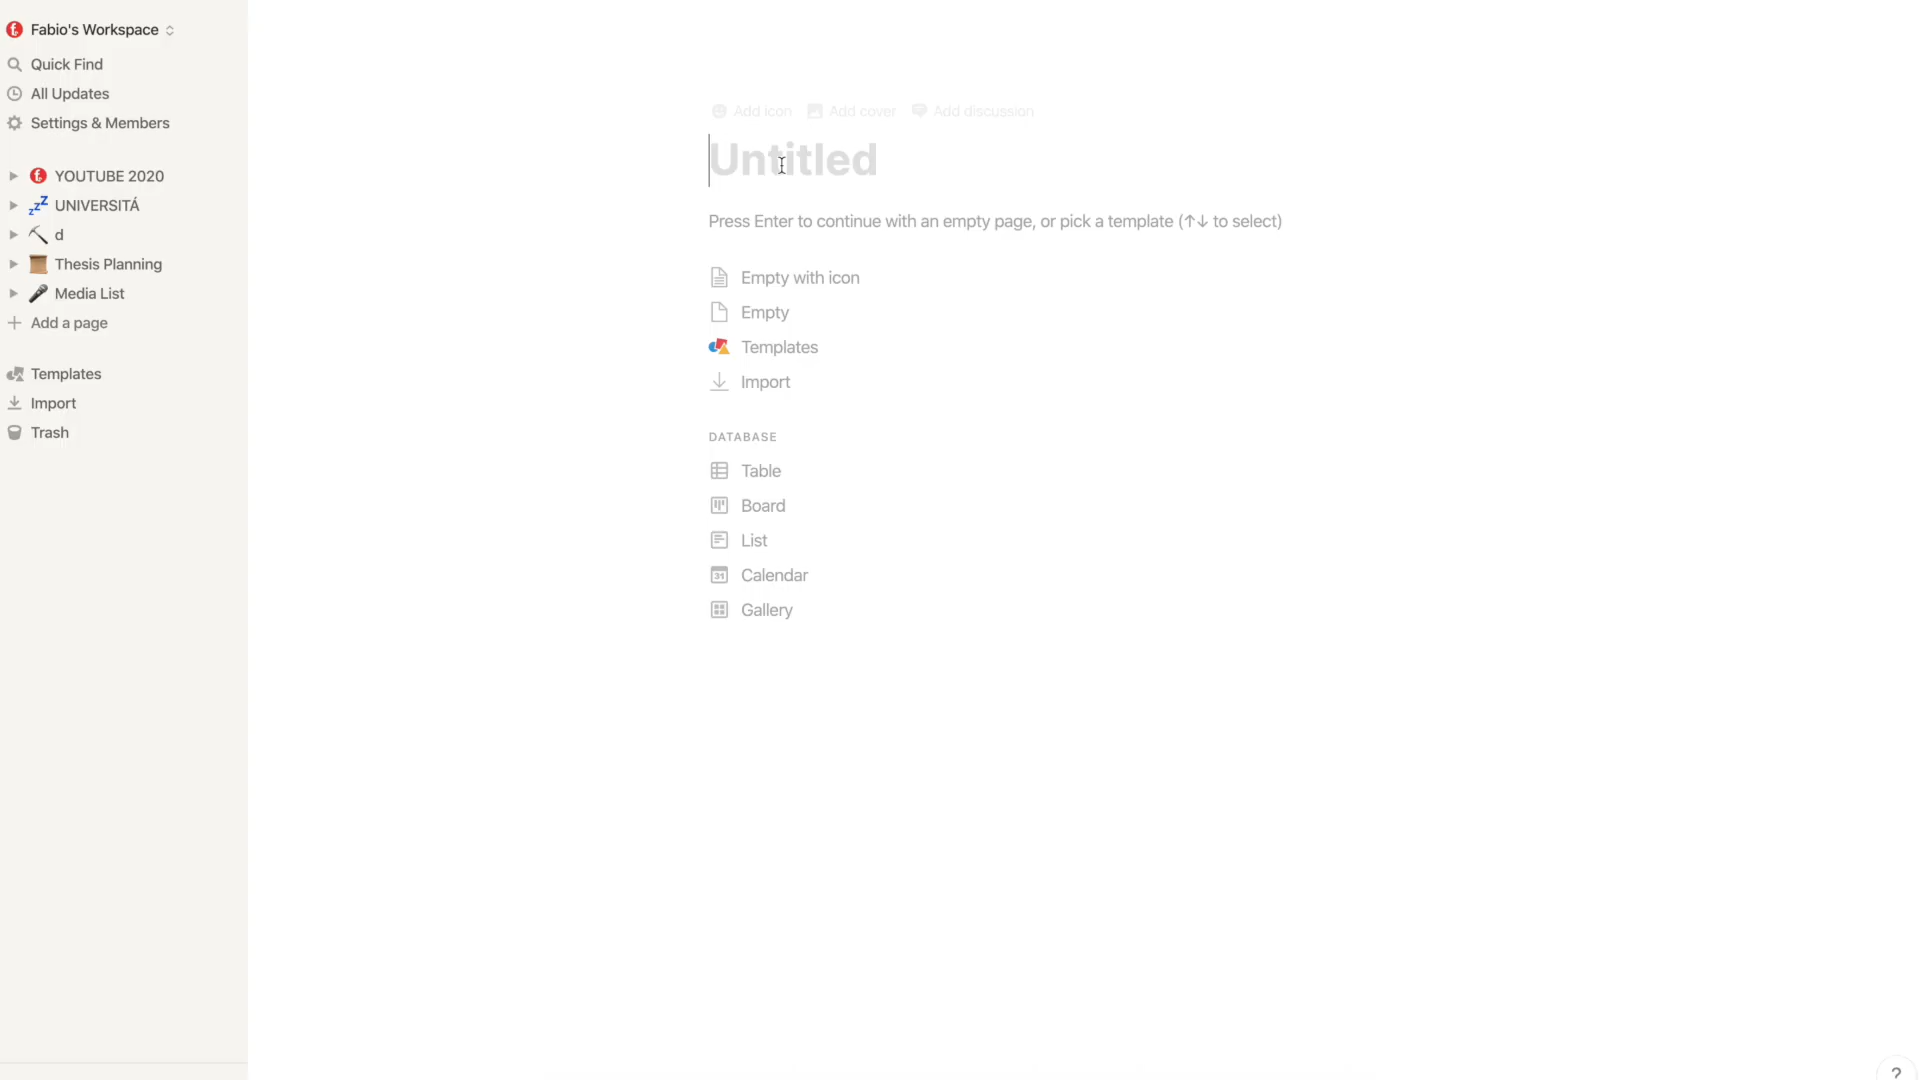 Fabio's Workspace
Quick Find
All Updates
Settings & Members
YOUTUBE 2020
UNIVERSITÁ
d
Thesis Planning
Media List
Add a page
Templates
Import
Trash
Add icon Add cover Add discussion
Untitled
Press Enter to continue with an empty page, or pick a template (↑↓ to select)
Empty with icon
Empty
Templates
Import
DATABASE
Table
Board
List
Calendar
Gallery
?